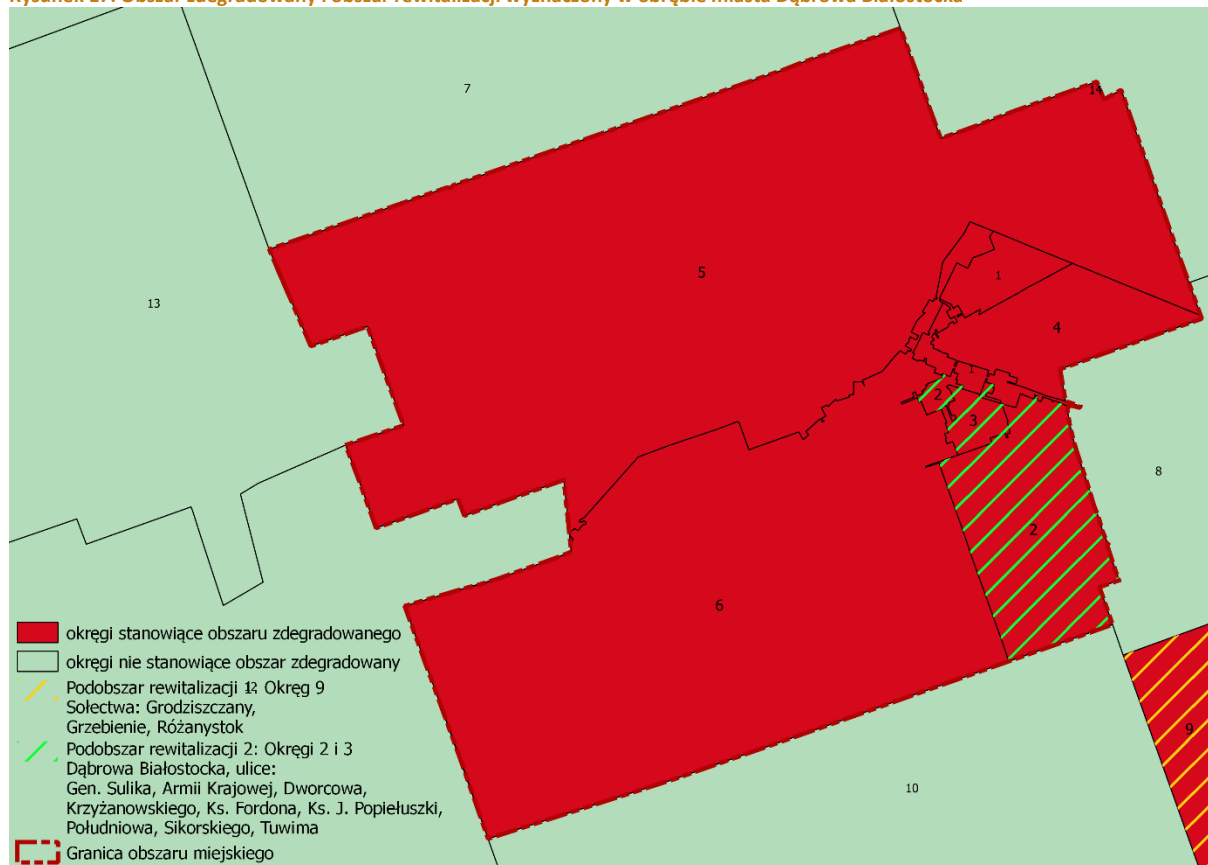 7
14
5
1
13
4
1
2
3
8
2
6
okręgi stanowiące obszaru zdegradowanego
okręgi nie stanowiące obszar zdegradowany
Podobszar rewitalizacji 12 Okręg 9
Sołectwa: Grodziszczany,
Grzebienie, Różanystok
9
Podobszar rewitalizacji 2: Okręgi 2 i 3
Dąbrowa Białostocka, ulice:
Gen. Sulika, Armii Krajowej, Dworcowa,
10
Krzyżanowskiego, Ks. Fordona, Ks. J. Popiełuszki,
Południowa, Sikorskiego, Tuwima
Granica obszaru miejskiego